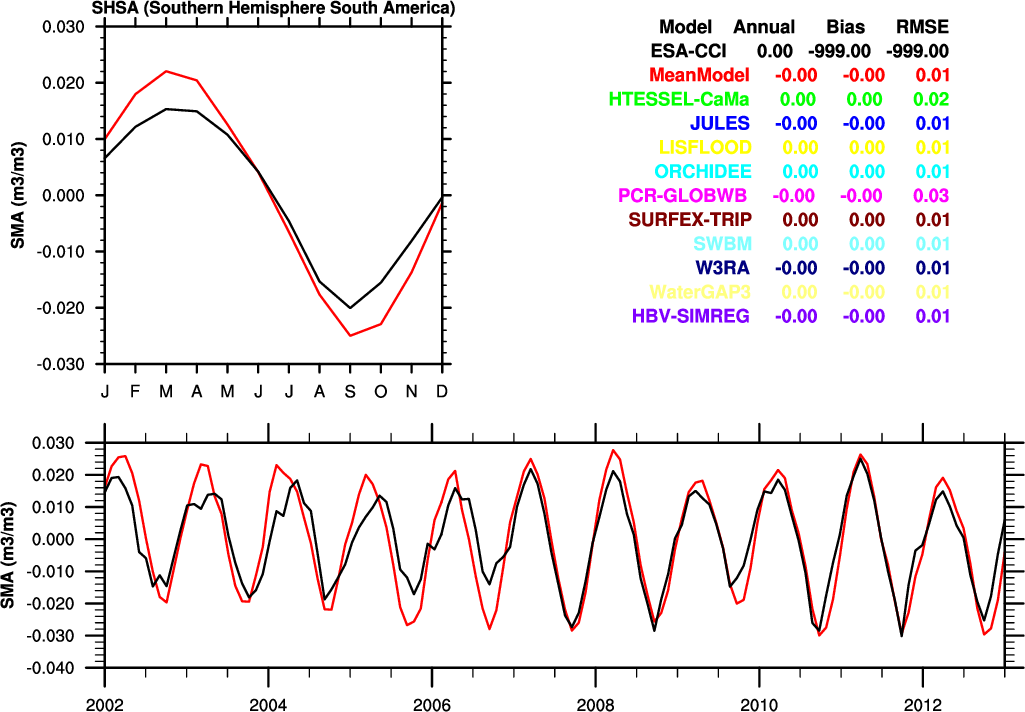 SHSA (Southern Hemisphere South America)
0.030
0.020
0.010
0.000
-0.010
-0.020
-0.030
SMA (m3/m3)
J F M A M J J A S O N D
Model Annual Bias RMSE
ESA-CCI 0.00 -999.00 -999.00
MeanModel -0.00 -0.00 0.01
HTESSEL-CaMa 0.00 0.00 0.02
JULES -0.00 -0.00 0.01
LISFLOOD 0.00 0.00 0.01
ORCHIDEE 0.00 0.00 0.01
PCR-GLOBWB -0.00 -0.00 0.03
SURFEX-TRIP 0.00 0.00 0.01
SWBM 0.00 0.00 0.01
W3RA -0.00 -0.00 0.01
WaterGAP3 0.00 -0.00 0.01
HBV-SIMREG -0.00 -0.00 0.01
0.030
0.020
0.010
0.000
-0.010
-0.020
-0.030
-0.040
SMA (m3/m3)
2002 2004 2006 2008 2010 2012